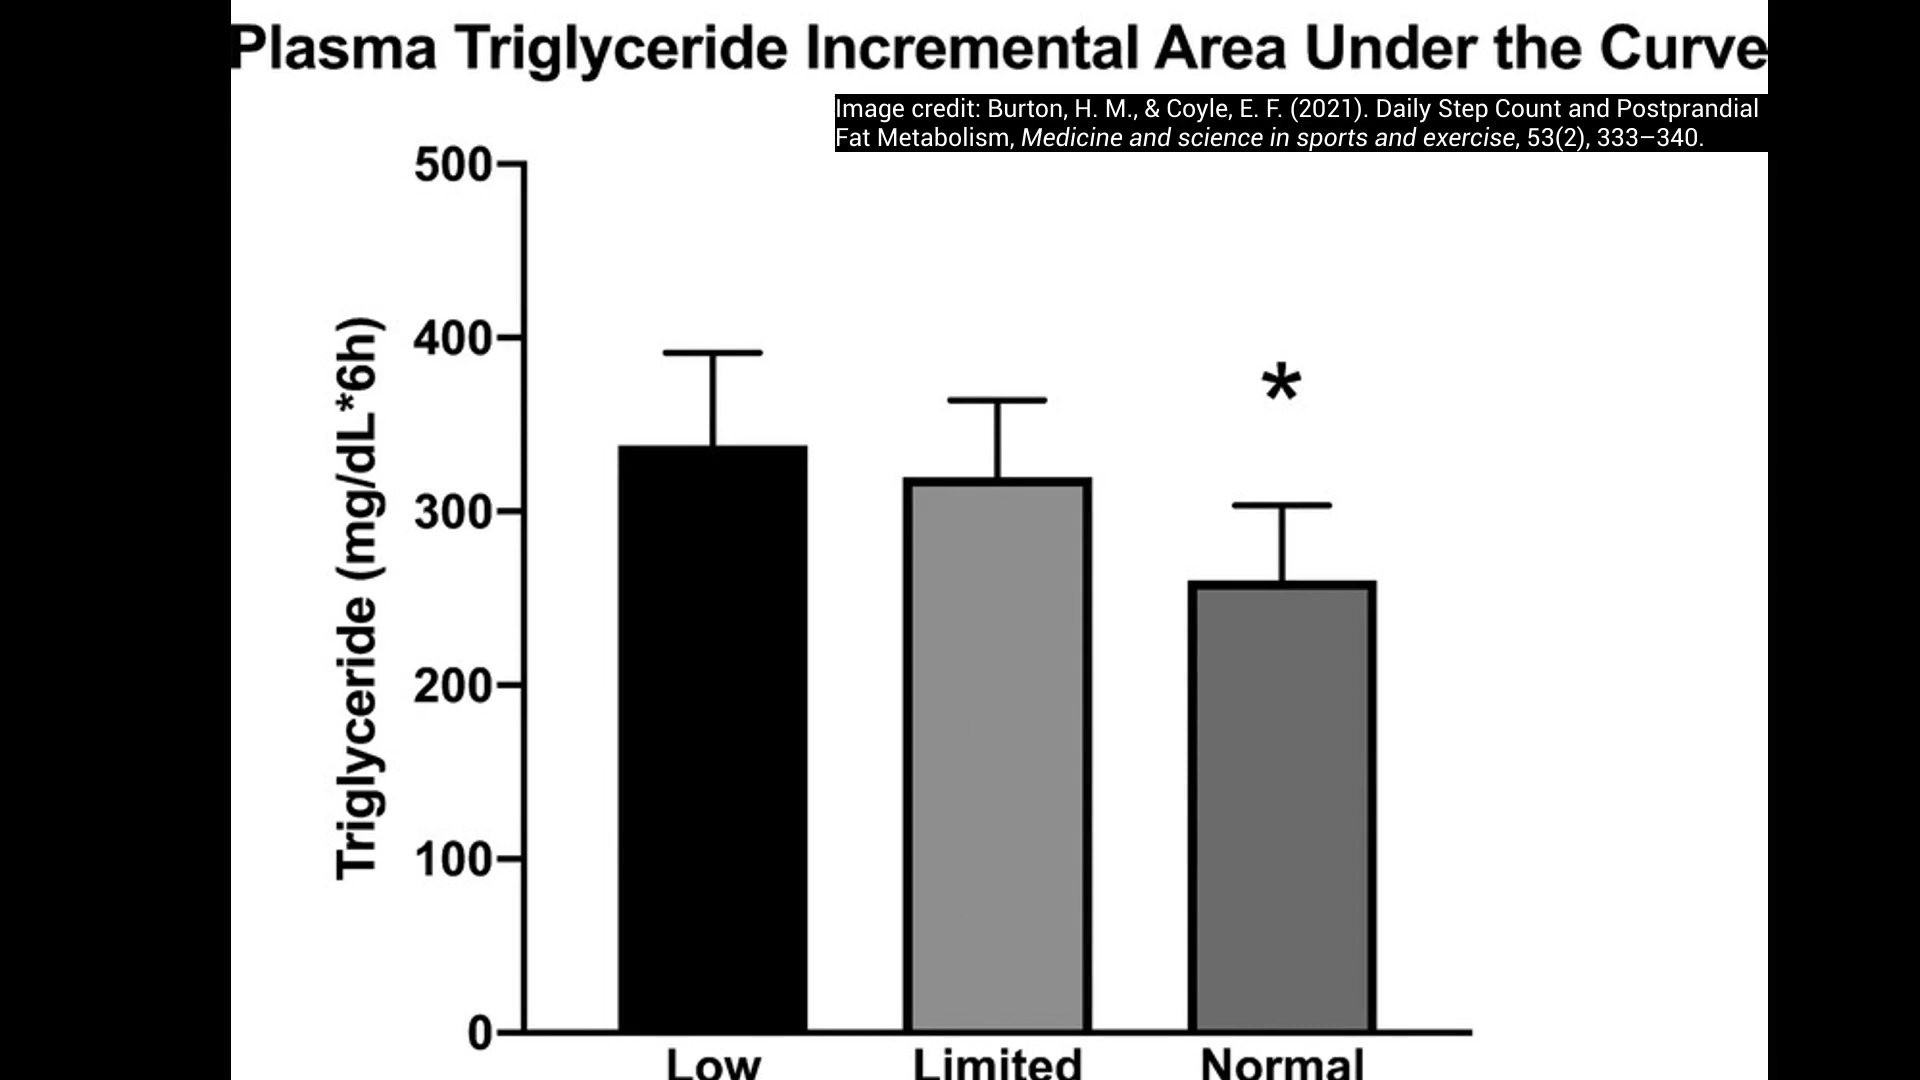 Plasma Triglyceride Incremental Area Under the Curve
Image credit: Burton, H. M., & Coyle, E. F. (2021). Daily Step Count and Postprandial
Fat Metabolism, Medicine and science in sports and exercise, 53(2), 333–340.
Triglyceride (mg/dL*6h)
500
400
300
200
100
0
*
Low
Limited
Normal